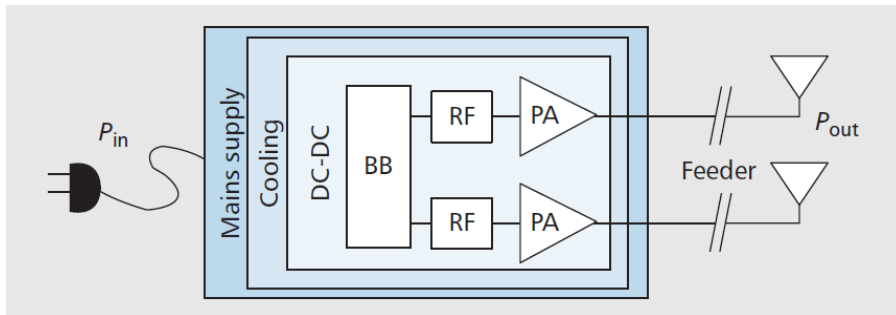 P_in
Mains supply
Cooling
DC-DC
BB
RF
PA
RF
PA
Feeder
P_out